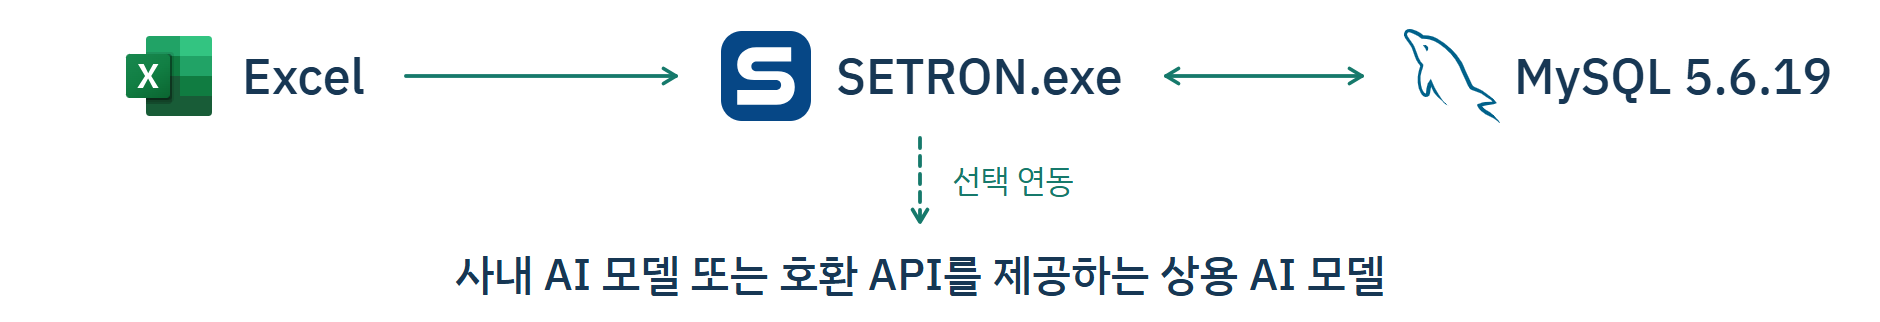 X Excel S SETRON.exe MySQL 5.6.19
선택 연동
사내 AI 모델 또는 호환 API를 제공하는 상용 AI 모델